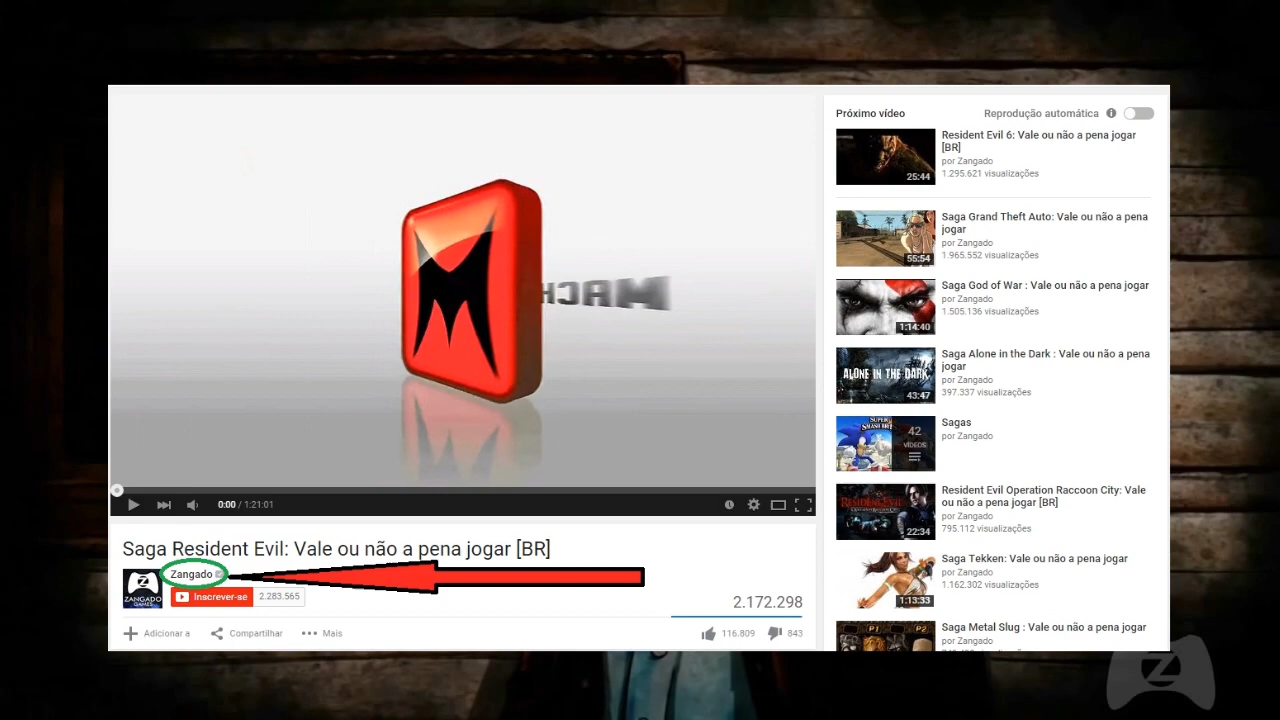 MACH
0:00 / 1:21:01
Saga Resident Evil: Vale ou não a pena jogar [BR]
Zangado
Z
ZANGADO
GAMES
Inscrever-se
2.283.565
2.172.298
Adicionar a
Compartilhar
Mais
116.809
843
Próximo vídeo
Reprodução automática
25:44
Resident Evil 6: Vale ou não a pena jogar
[BR]
por Zangado
1.295.621 visualizações
55:54
Saga Grand Theft Auto: Vale ou não a pena
jogar
por Zangado
1.965.552 visualizações
1:14:40
Saga God of War : Vale ou não a pena jogar
por Zangado
1.505.136 visualizações
ALONE IN THE DARK
43:47
Saga Alone in the Dark : Vale ou não a pena
jogar
por Zangado
397.337 visualizações
SUPER
SMASH BR
42
VÍDEOS
Sagas
por Zangado
RESIDENT EVIL
22:34
Resident Evil Operation Raccoon City: Vale
ou não a pena jogar [BR]
por Zangado
795.112 visualizações
1:13:33
Saga Tekken: Vale ou não a pena jogar
por Zangado
1.162.302 visualizações
P1
P2
Saga Metal Slug : Vale ou não a pena jogar
por Zangado
Z